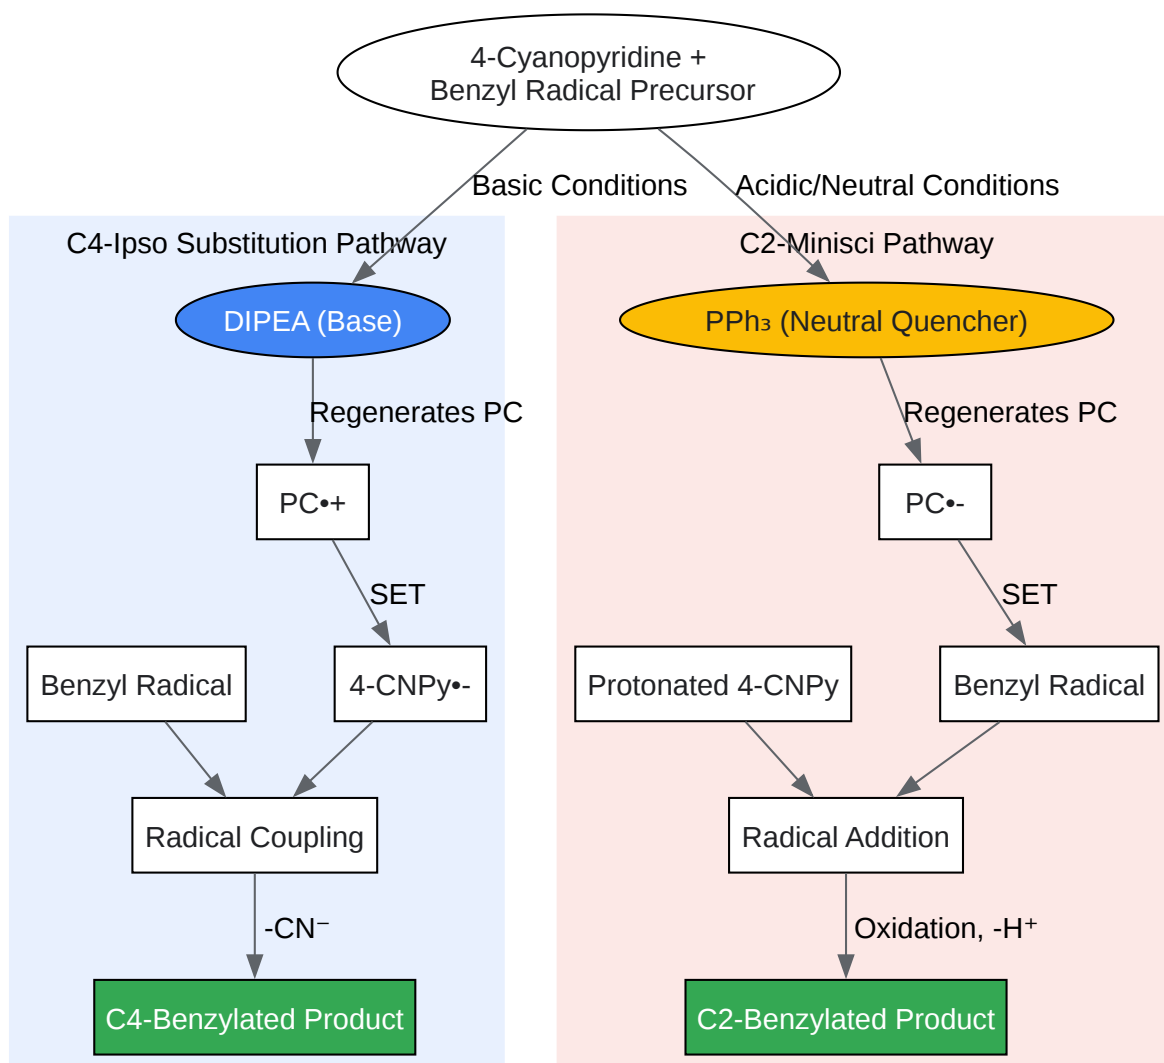 4-Cyanopyridine +
Benzyl Radical Precursor
Basic Conditions
Acidic/Neutral Conditions
C4-Ipso Substitution Pathway
C2-Minisci Pathway
DIPEA (Base)
PPh₃ (Neutral Quencher)
Regenerates PC
Regenerates PC
PC•+
PC•-
SET
SET
Benzyl Radical
4-CNPy•-
Protonated 4-CNPy
Benzyl Radical
Radical Coupling
Radical Addition
-CN⁻
Oxidation, -H⁺
C4-Benzylated Product
C2-Benzylated Product